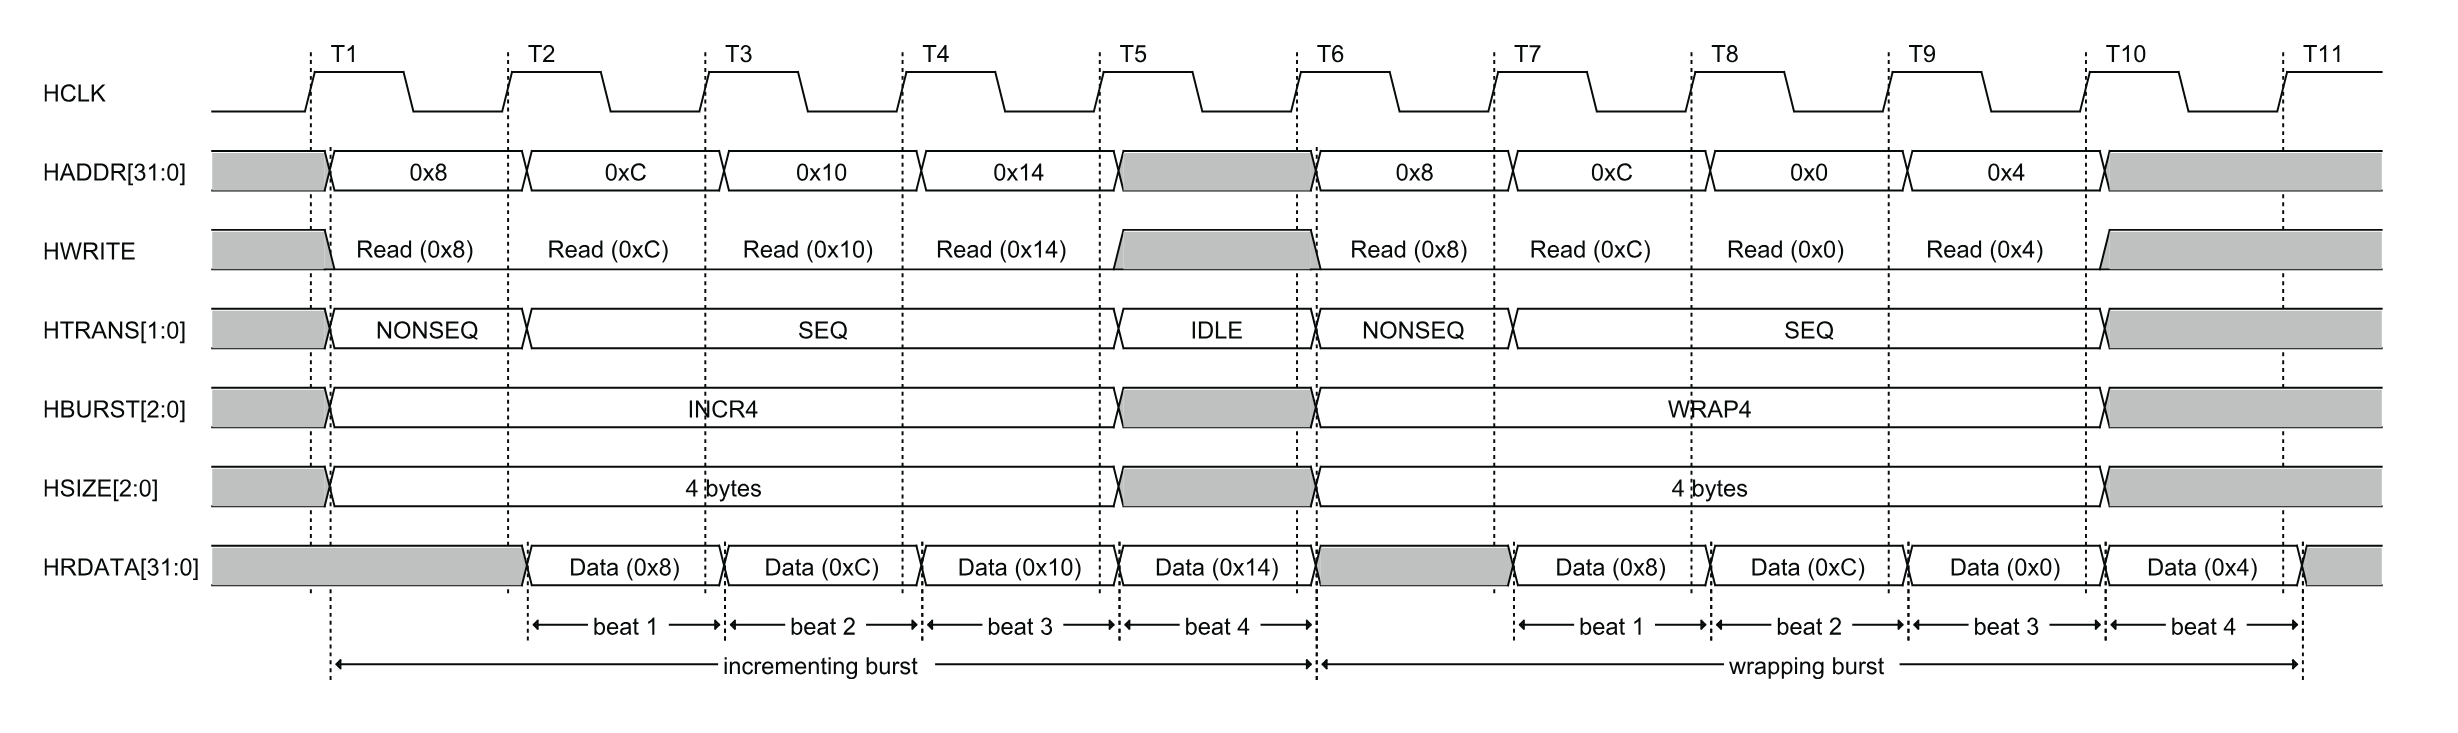 T1 T2 T3 T4 T5 T6 T7 T8 T9 T10 T11
HCLK
HADDR[31:0] 0x8 0xC 0x10 0x14 0x8 0xC 0x0 0x4
HWRITE Read (0x8) Read (0xC) Read (0x10) Read (0x14) Read (0x8) Read (0xC) Read (0x0) Read (0x4)
HTRANS[1:0] NONSEQ SEQ IDLE NONSEQ SEQ
HBURST[2:0] INCR4 WRAP4
HSIZE[2:0] 4 bytes 4 bytes
HRDATA[31:0] Data (0x8) Data (0xC) Data (0x10) Data (0x14) Data (0x8) Data (0xC) Data (0x0) Data (0x4)
beat 1 beat 2 beat 3 beat 4 beat 1 beat 2 beat 3 beat 4
incrementing burst wrapping burst